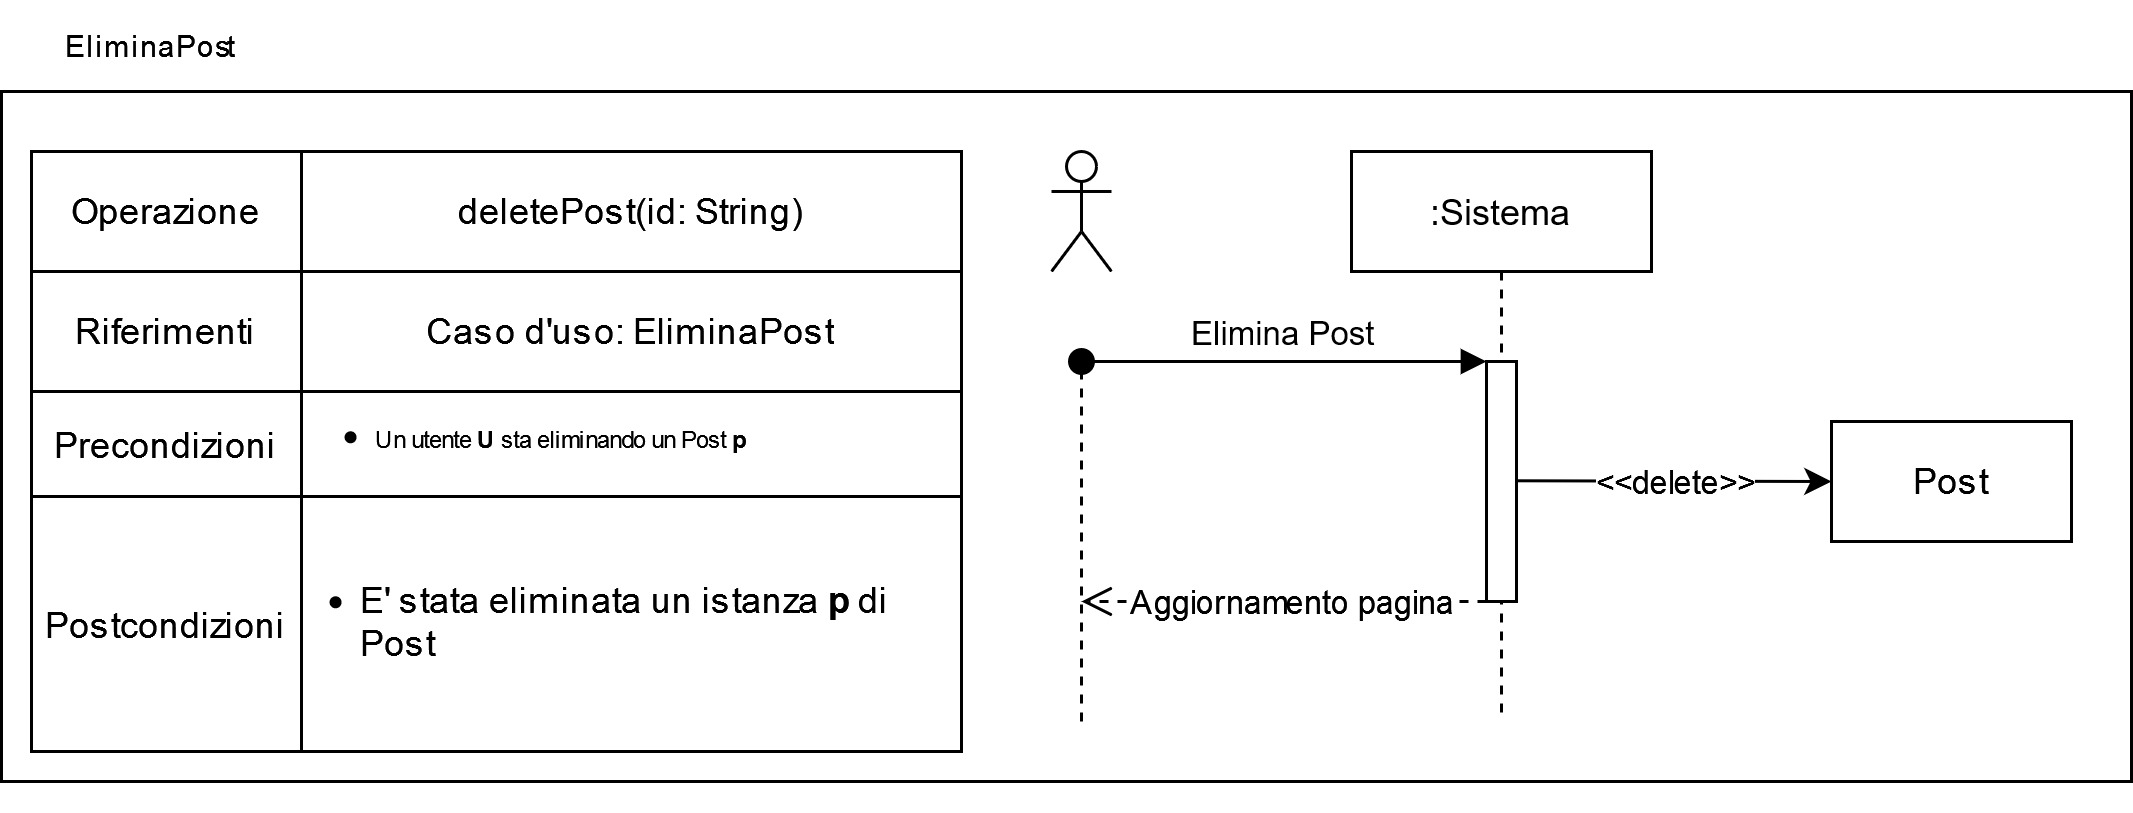 EliminaPost
Operazione
deletePost(id: String)
Riferimenti
Caso d'uso: EliminaPost
Precondizioni
• Un utente U sta eliminando un Post p
Postcondizioni
• E' stata eliminata un istanza p di
Post
:Sistema
Elimina Post
<<delete>>
Post
Aggiornamento pagina